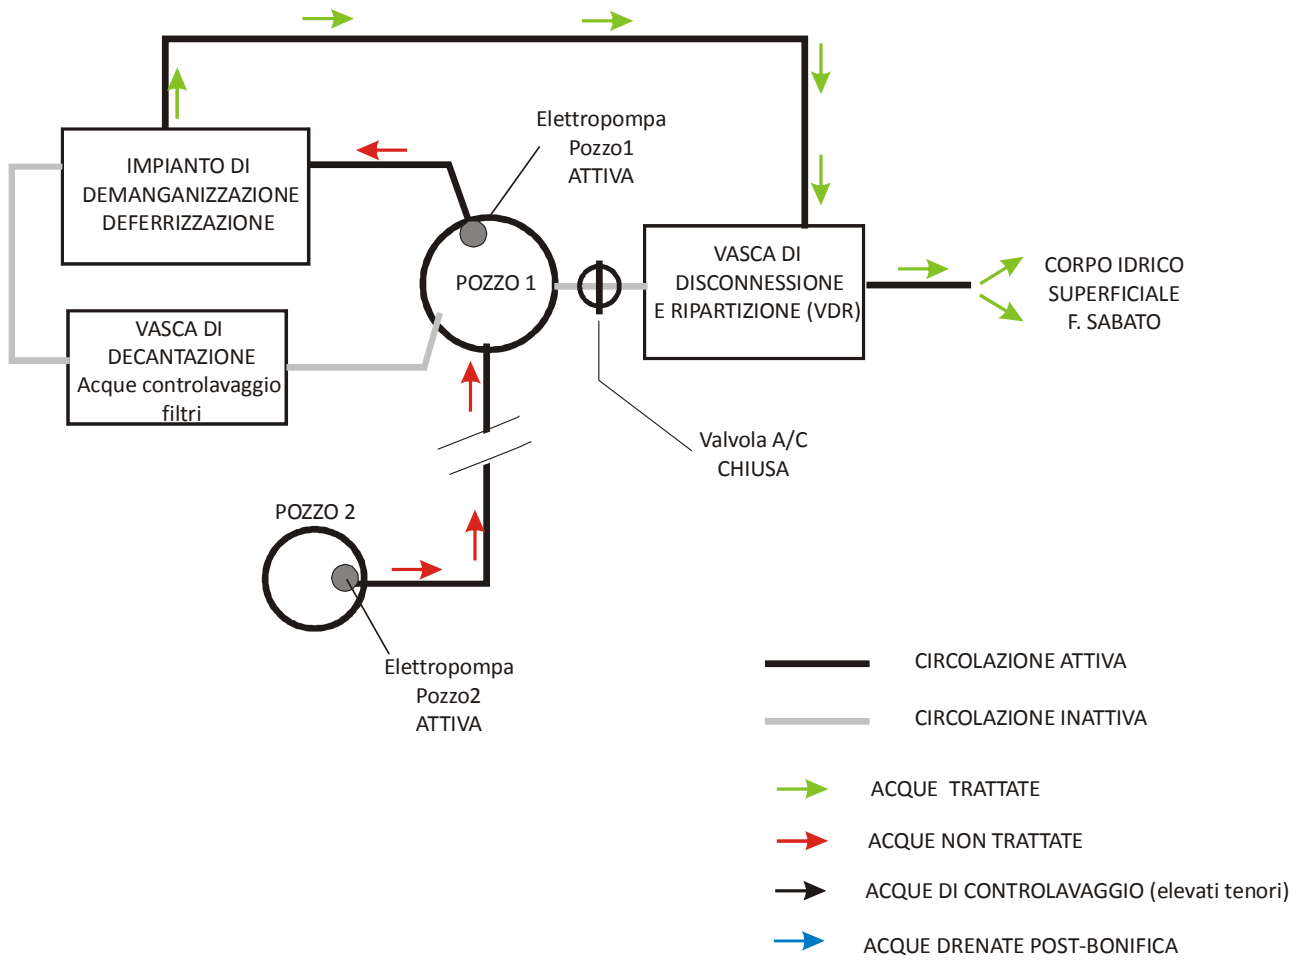 Elettropompa
Pozzo1
ATTIVA
IMPIANTO DI
DEMANGANIZZAZIONE
DEFERRIZZAZIONE
POZZO 1
VASCA DI
DISCONNESSIONE
E RIPARTIZIONE (VDR)
CORPO IDRICO
SUPERFICIALE
F. SABATO
VASCA DI
DECANTAZIONE
Acque controlavaggio
filtri
Valvola A/C
CHIUSA
POZZO 2
Elettropompa
Pozzo2
ATTIVA
CIRCOLAZIONE ATTIVA
CIRCOLAZIONE INATTIVA
ACQUE TRATTATE
ACQUE NON TRATTATE
ACQUE DI CONTROLAVAGGIO (elevati tenori)
ACQUE DRENATE POST-BONIFICA